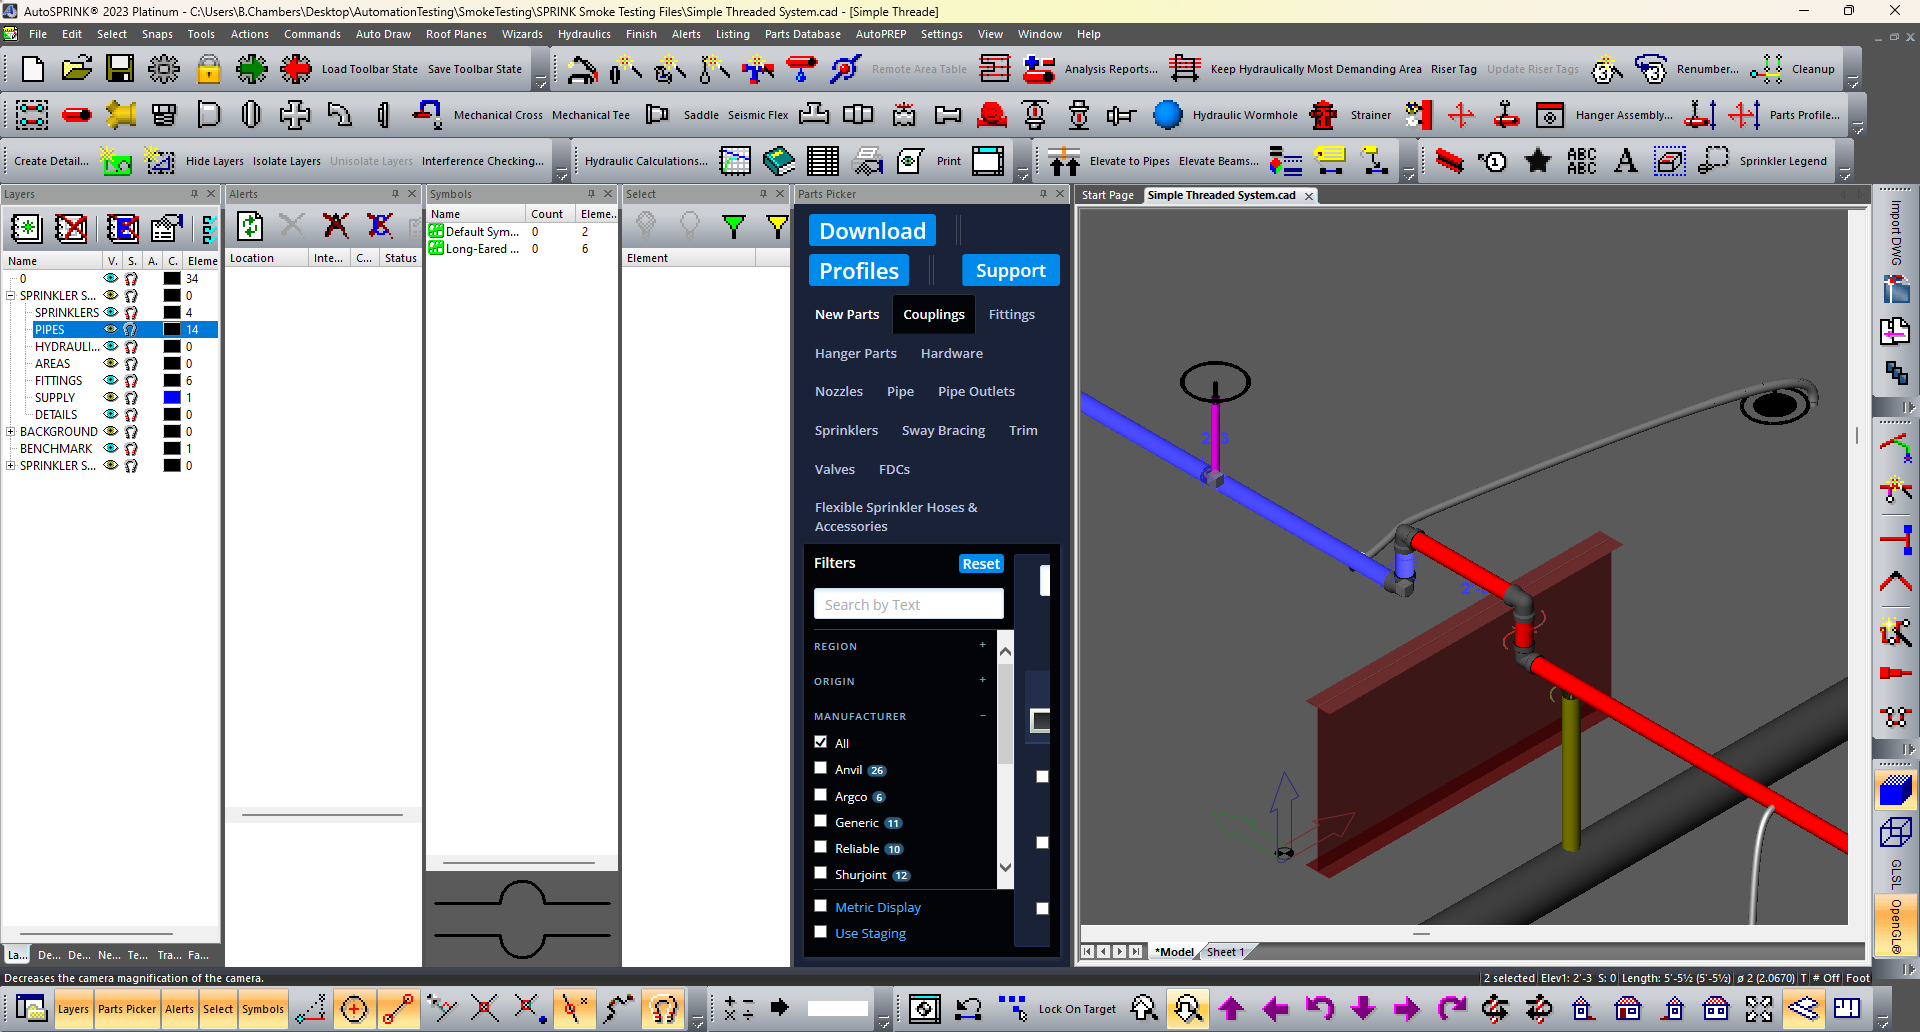 AutoSPRINK® 2023 Platinum - C:\Users\B.Chambers\Desktop\AutomationTesting\SmokeTesting\SPRINK Smoke Testing Files\Simple Threaded System.cad - [Simple Threade]
File Edit Select Snaps Tools Actions Commands Auto Draw Roof Planes Wizards Hydraulics Finish Alerts Listing Parts Database AutoPREP Settings View Window Help
Load Toolbar State Save Toolbar State Remote Area Table Analysis Reports... Keep Hydraulically Most Demanding Area Riser Tag Update Riser Tags Renumber... Cleanup
Mechanical Cross Mechanical Tee Saddle Seismic Flex Hydraulic Wormhole Strainer Hanger Assembly... Parts Profile...
Create Detail... Hide Layers Isolate Layers Unisolate Layers Interference Checking... Hydraulic Calculations... Print Elevate to Pipes Elevate Beams... ABC ABC A Sprinkler Legend
Layers
Name V. S. A. C. Eleme
0 34
SPRINKLER S... 0
SPRINKLERS 4
PIPES 14
HYDRAULI... 0
AREAS 0
FITTINGS 6
SUPPLY 1
DETAILS 0
BACKGROUND 0
BENCHMARK 1
SPRINKLER S... 0
La... De... De... Ne... Te... Tra... Fa...
Alerts
Location Inte... C... Status
Symbols
Name Count Eleme..
Default Sym... 0 2
Long-Eared ... 0 6
Select
Element
Parts Picker
Download
Profiles Support
New Parts Couplings Fittings
Hanger Parts Hardware
Nozzles Pipe Pipe Outlets
Sprinklers Sway Bracing Trim
Valves FDCs
Flexible Sprinkler Hoses &
Accessories
Filters Reset
Search by Text
REGION +
ORIGIN +
MANUFACTURER −
All
Anvil 26
Argco 6
Generic 11
Reliable 10
Shurjoint 12
Metric Display
Use Staging
Start Page Simple Threaded System.cad
*Model Sheet 1
Import DWG
GLSL
OpenGL®
Decreases the camera magnification of the camera.
2 selected Elev1: 2'-3 S: 0 Length: 5'-5½ (5'-5½) ø 2 (2.0670) T # Off Foot
Layers Parts Picker Alerts Select Symbols Lock On Target